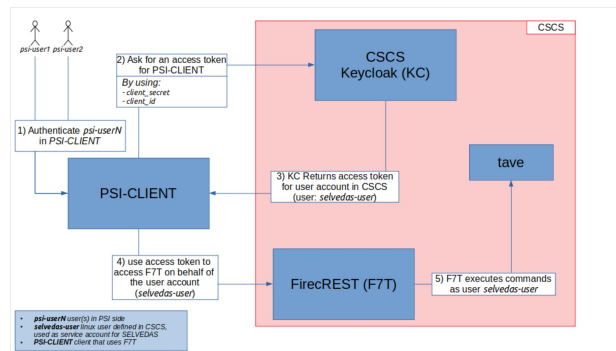 CSCS
psi-user1
psi-user2
2) Ask for an access token
for PSI-CLIENT
By using:
- client_secret
- client_id
CSCS
Keycloak (KC)
1) Authenticate psi-userN
in PSI-CLIENT
3) KC Returns access token
for user account in CSCS
(user: selvedas-user)
tave
PSI-CLIENT
4) use access token to
access F7T on behalf of
the user account
(selvedas-user)
FirecREST (F7T)
5) F7T executes commands
as user selvedas-user
• psi-userN user(s) in PSI side
• selvedas-user linux user defined in CSCS,
used as service account for SELVEDAS
• PSI-CLIENT client that uses F7T